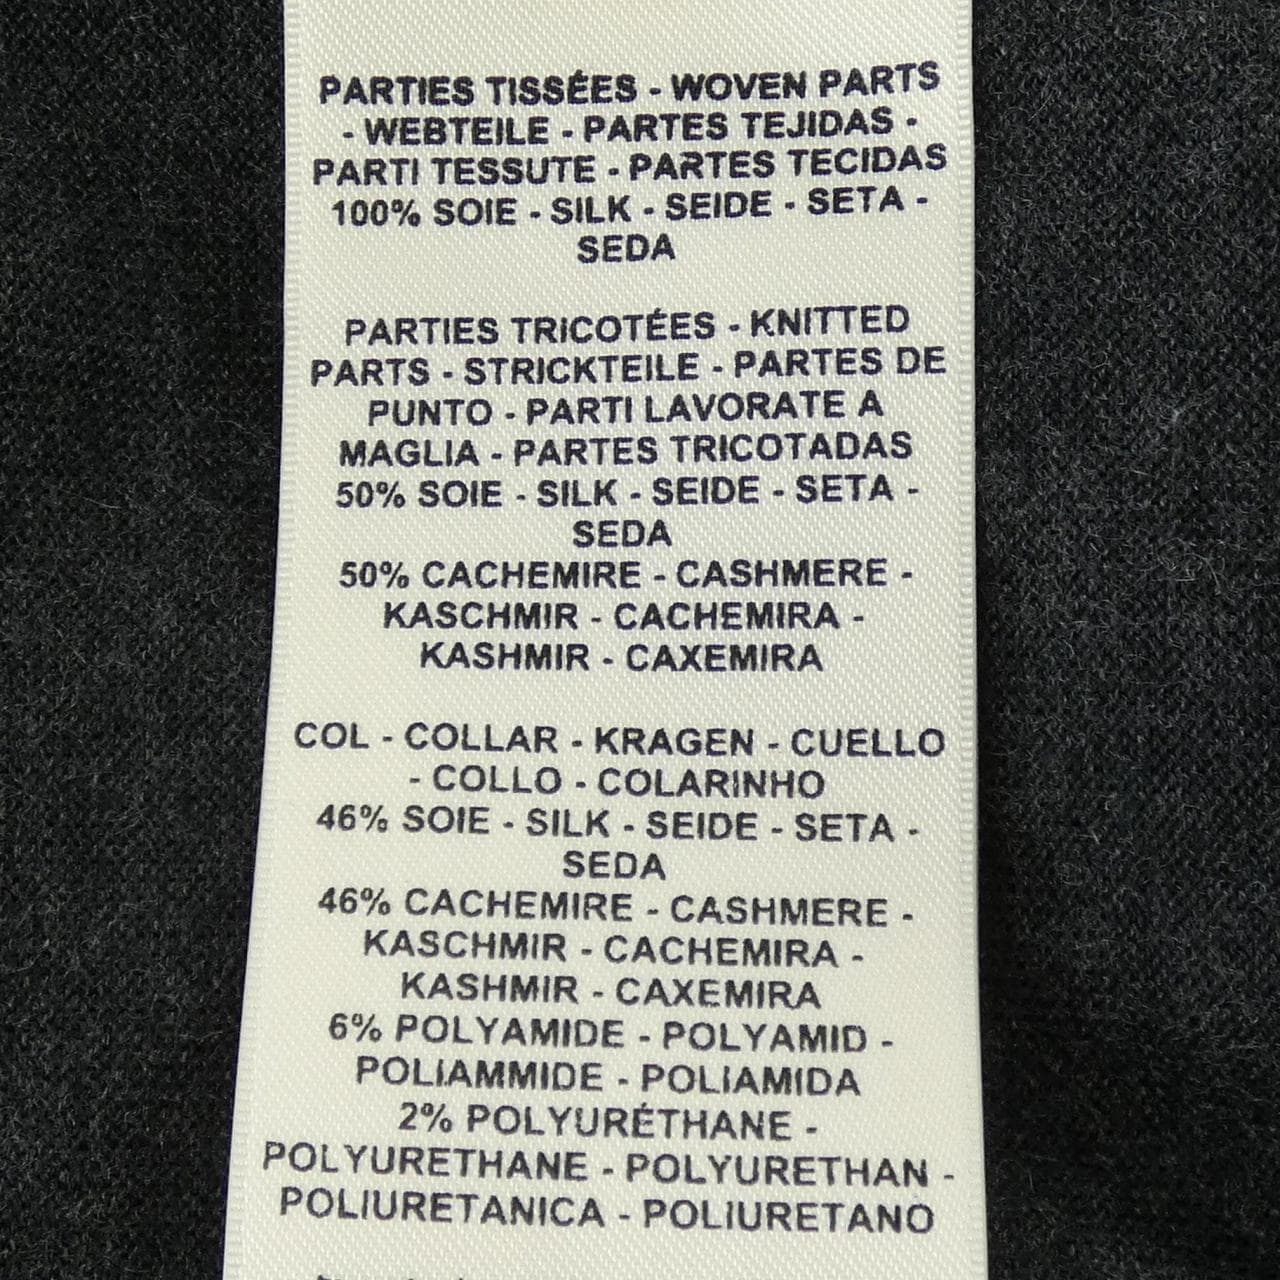 PARTIES TISSÉES - WOVEN PARTS
- WEBTEILE - PARTES TEJIDAS -
PARTI TESSUTE - PARTES TECIDAS
100% SOIE - SILK - SEIDE - SETA -
SEDA
PARTIES TRICOTÉES - KNITTED
PARTS - STRICKTEILE - PARTES DE
PUNTO - PARTI LAVORATE A
MAGLIA - PARTES TRICOTADAS
50% SOIE - SILK - SEIDE - SETA -
SEDA
50% CACHEMIRE - CASHMERE -
KASCHMIR - CACHEMIRA -
KASHMIR - CAXEMIRA
COL - COLLAR - KRAGEN - CUELLO
- COLLO - COLARINHO
46% SOIE - SILK - SEIDE - SETA -
SEDA
46% CACHEMIRE - CASHMERE -
KASCHMIR - CACHEMIRA -
KASHMIR - CAXEMIRA
6% POLYAMIDE - POLYAMID -
POLIAMMIDE - POLIAMIDA
2% POLYURÉTHANE -
POLYURETHANE - POLYURETHAN -
POLIURETANICA - POLIURETANO